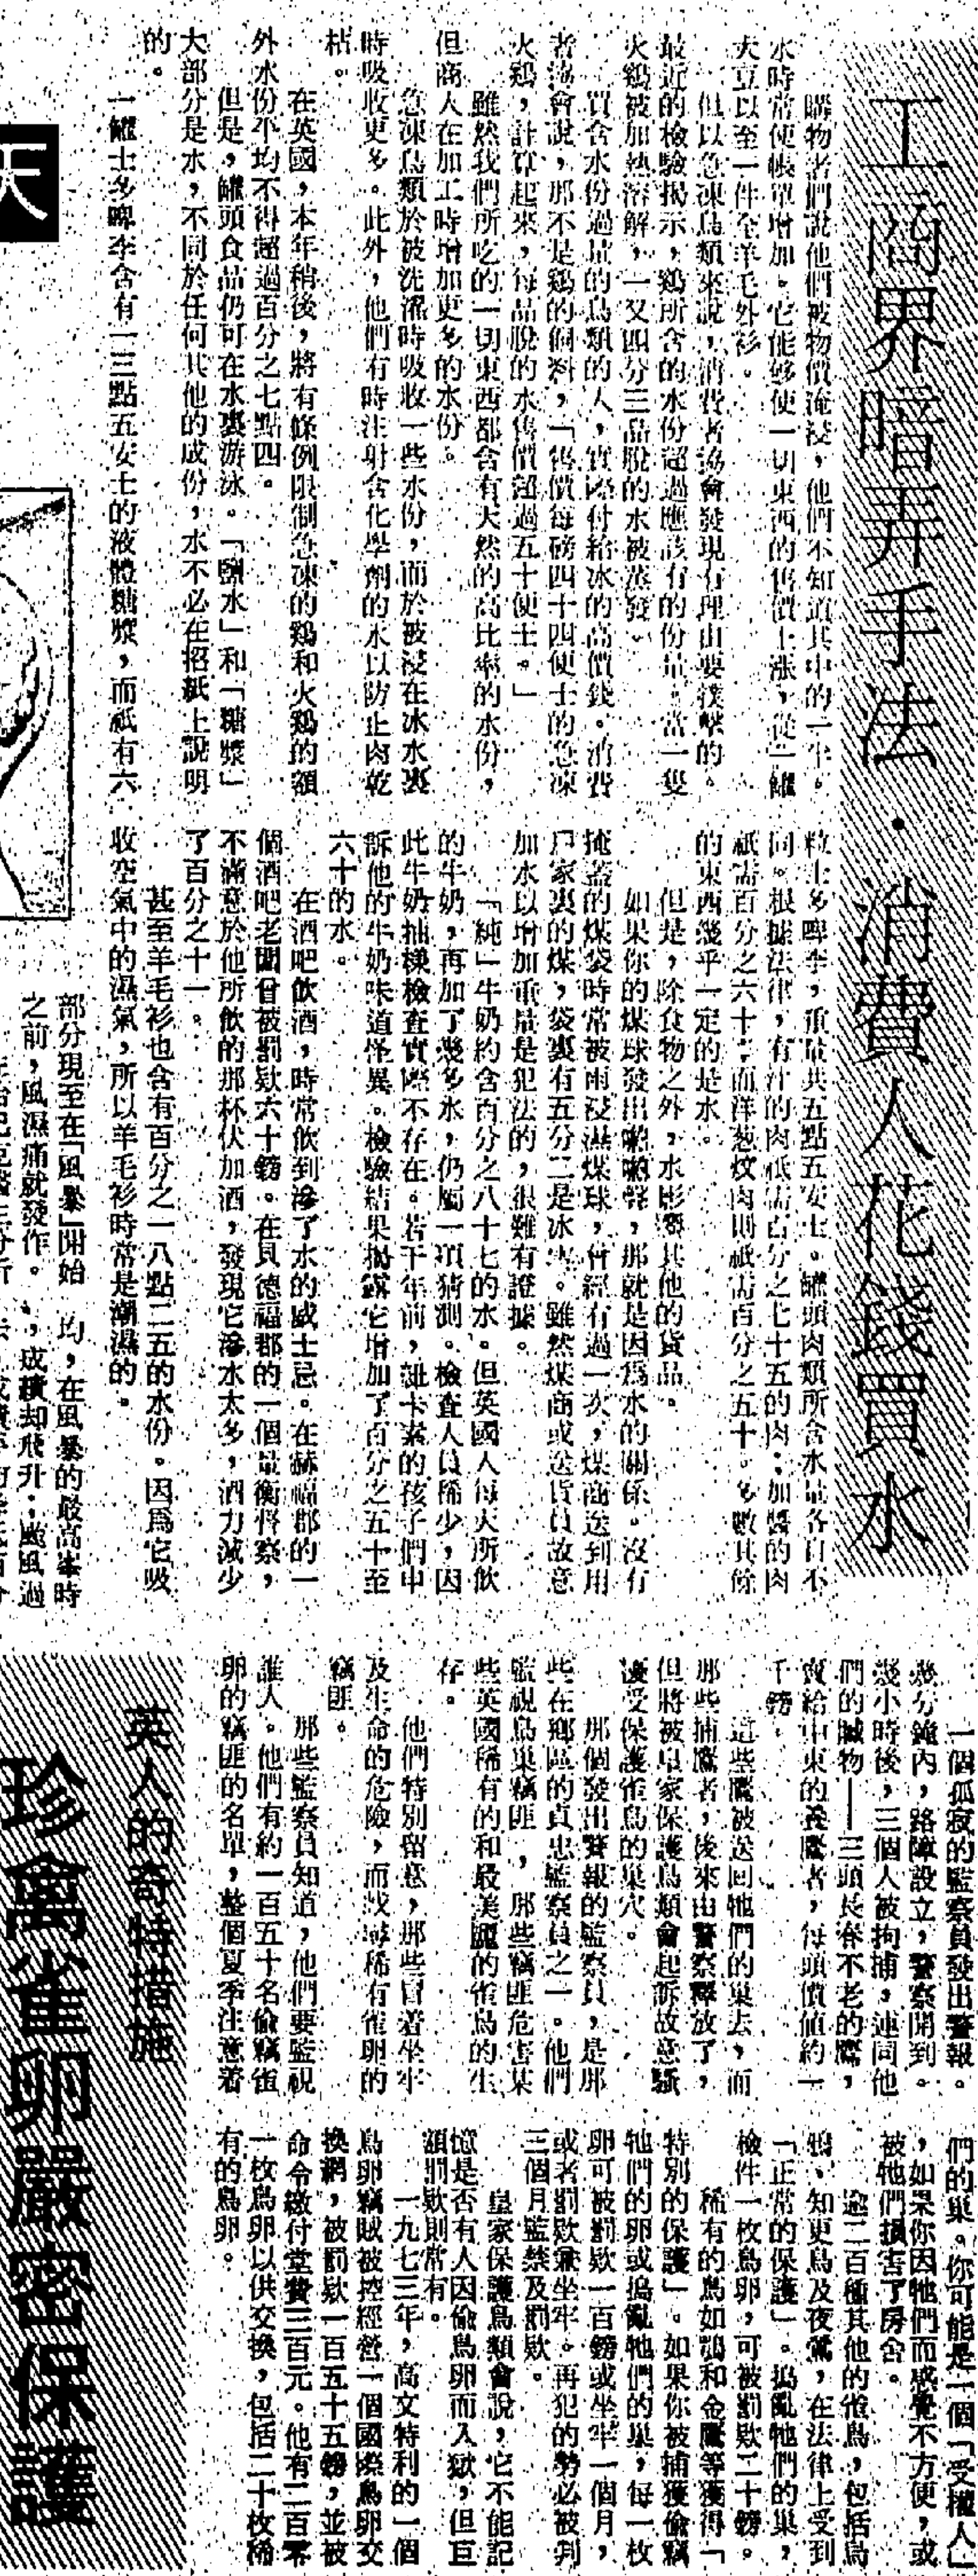 工商界暗弄手法·消費人花錢買水
購物者們說他們被物價淹浸,他們不知道其中的一半。
水時常使帳單增加。它能够使一切東西的售價上漲,從一罐
大豆以至一件全羊毛外衫。
但以急凍鳥類來說,消費者協會發現有理由要撲擊的。
最近的檢驗揭示,鷄所含的水份超過應該有的份量。當一隻
火鷄被加熱溶解,一又四分三品脫的水被蒸發。
買含水份過量的鳥類的人,實際付給冰的高價錢。消費
者協會說,那不是鷄的飼料,「售價每磅四十四便士的急凍
火鷄,計算起來,每品脫的水售價超過五十便士。」
雖然我們所吃的一切東西都含有天然的高比率的水份,
但商人在加工時增加更多的水份。
急凍鳥類於被洗滌時吸收一些水份,而於被浸在冰水裏
時吸收更多。此外,他們有時注射含化學劑的水以防止肉乾
枯。
在英國,本年稍後,將有條例限制急凍的鷄和火鷄的額
外水份平均不得超過百分之七點四。
但是,罐頭食品仍可在水裏游泳。「鹽水」和「糖漿」
大部分是水,不同於任何其他的成份,水不必在招紙上說明
的。
一罐士多啤李含有一三點五安士的液體糖漿,而祇有六
粒士多啤李,重量共五點五安士。罐頭肉類所含水量各自不
同。根據法律,有汁的肉祇需百分之七十五的肉;加醬的肉
祇需百分之六十;而洋葱炆肉則祇需百分之五十。多數其餘
的東西幾乎一定的是水。
但是,除食物之外,水影響其他的貨品。
如果你的煤球發出嘶嘶聲,那就是因爲水的關係。沒有
掩蓋的煤袋時常被雨浸濕煤球,曾經有過一次,煤商送到用
戶家裏的煤,袋裏有五分二是冰雪。雖然煤商或送貨員故意
加水以增加重量是犯法的,很難有證據。
「純」牛奶約含百分之八十七的水。但英國人每天所飲
的牛奶,再加了幾多水,仍屬一項猜測。檢査人員稀少,因
此牛奶抽樣檢査實際不存在。若干年前,訕卡素的孩子們申
訴他的牛奶味道怪異。檢驗結果揭露它增加了百分之五十至
六十的水。
在酒吧飲酒,時常飲到滲了水的威士忌。在赫福郡的一
個酒吧老闆曾被罰欵六十鎊。在貝德福郡的一個量衡督察,
不滿意於他所飲的那杯伏加酒,發現它滲水太多,酒力減少
了百分之十一。
甚至羊毛衫也含有百分之一八點二五的水份。因爲它吸
收空氣中的濕氣,所以羊毛衫時常是潮濕的。
天
部分現至在「風暴」開始
之前,風濕痛就發作。
均,在風暴的最高峯時
,成績却飛升;颱風過
英人的奇特措施
珍禽雀卵嚴密保護
一個孤寂的監察員發出警報。
幾分鐘內,路障設立,警察開到。
幾小時後,三個人被拘捕,連同他
們的贓物——三頭長春不老的鷹,
賣給中東的養鷹者,每頭價值約一
千鎊。
這些鷹被送回牠們的巢去,而
那些捕鷹者,後來由警察釋放了,
但將被皇家保護鳥類會起訴故意騷
擾受保護雀鳥的巢穴。
那個發出警報的監察員,是那
些在鄉區的貞忠監察員之一。他們
監視鳥巢竊匪,那些竊匪危害某
些英國稀有的和最美麗的雀鳥的生
存。
他們特別留意,那些冒着坐牢
及生命的危險,而找尋稀有雀卵的
竊匪。
那些監察員知道,他們要監視
誰人。他們有約一百五十名偷竊雀
卵的竊匪的名單,整個夏季注意着
們的巢。你可能是一個「受權人」
,如果你因牠們而感覺不方便,或
被牠們損害了房舍。
逾二百種其他的雀鳥,包括烏
鴉、知更鳥及夜鶯,在法律上受到
「正常的保護」。搗亂牠們的巢,
檢件一枚鳥卵,可被罰欵二十鎊。
稀有的鳥如鶚和金鷹等獲得「
特別的保護」。如果你被捕獲偷竊
牠們的卵或搗亂牠們的巢,每一枚
卵可被罰欵一百鎊或坐牢一個月,
或者罰欵兼坐牢。再犯的勢必被判
三個月監禁及罰欵。
皇家保護鳥類會說,它不能記
憶是否有人因偷鳥卵而入獄,但巨
額罰欵則常有。
一九七三年,高文特利的一個
鳥卵竊賊被控經營一個國際鳥卵交
換網,被罰欵一百五十五鎊,並被
命令繳付堂費三百元。他有二百零
一枚鳥卵以供交換,包括二十枚稀
有的鳥卵。